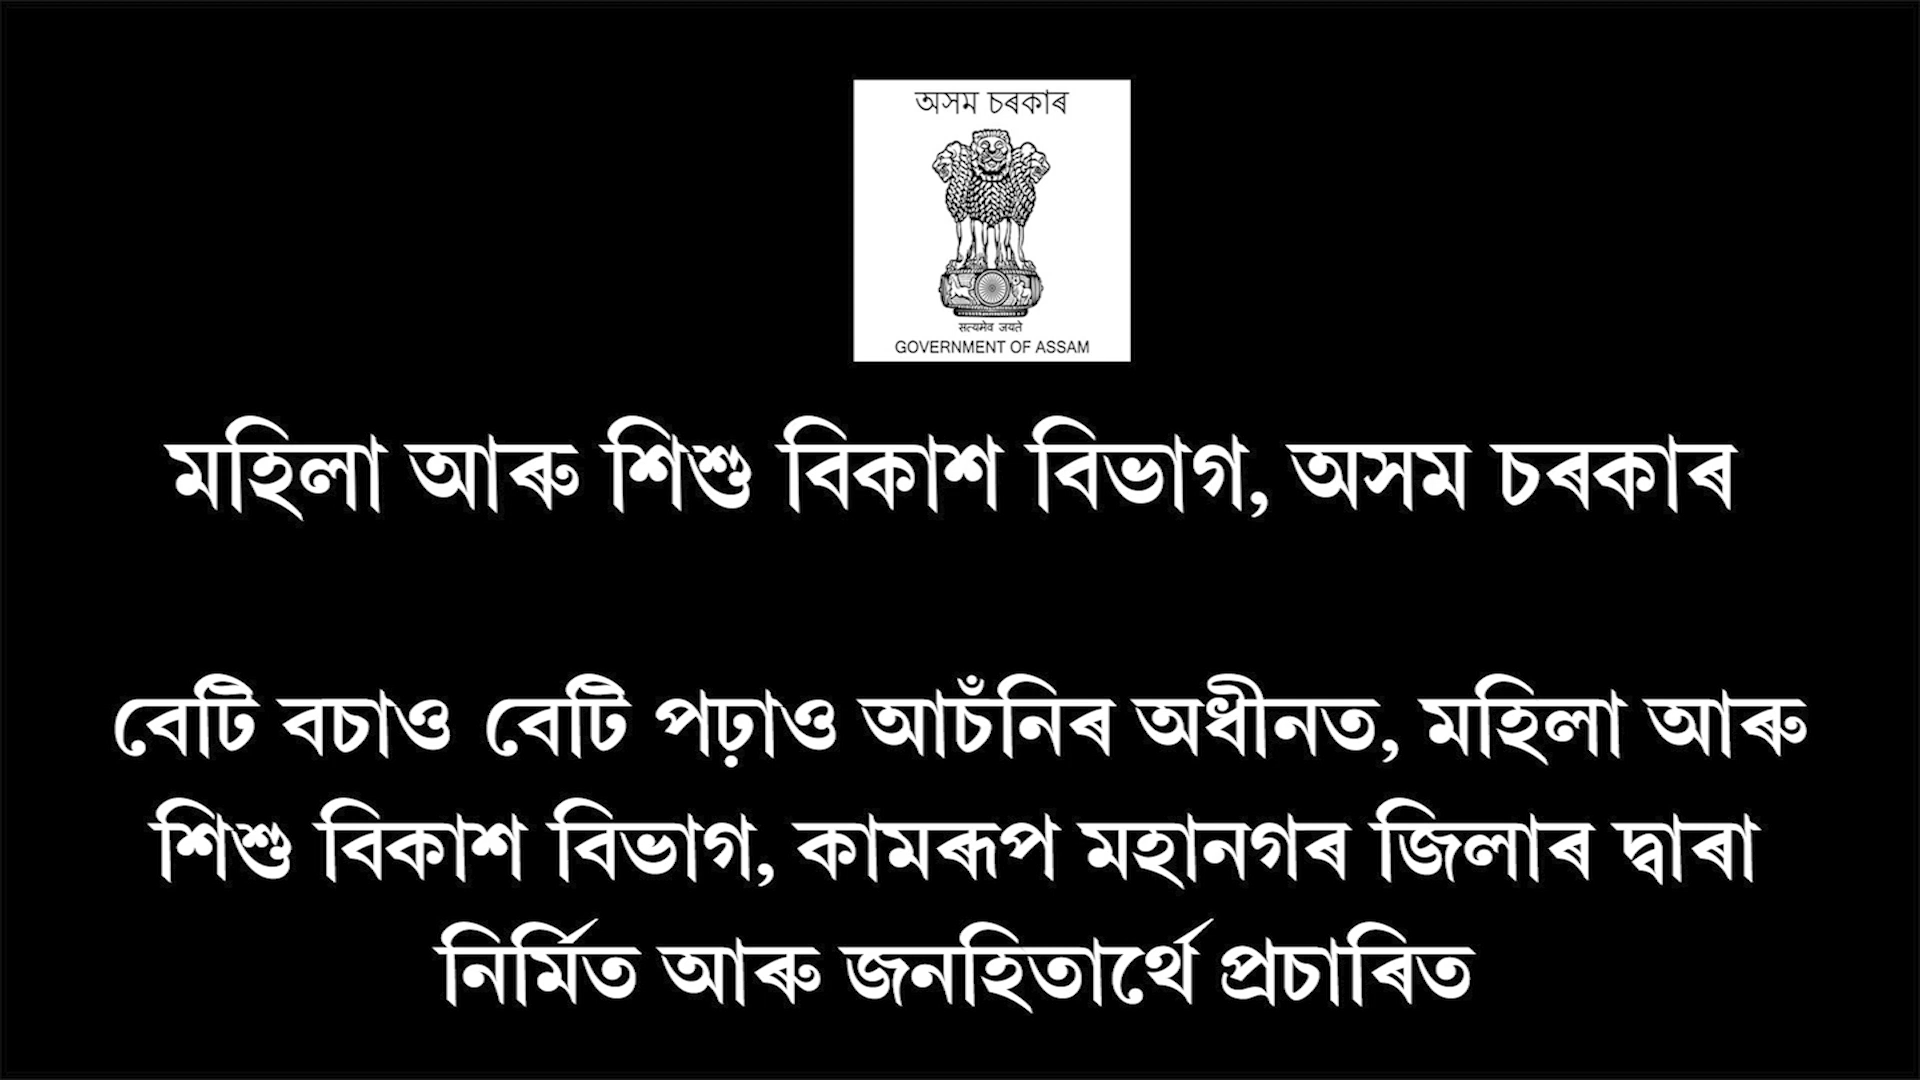 অসম চৰকাৰ
सत्यमेव जयते
GOVERNMENT OF ASSAM
মহিলা আৰু শিশু বিকাশ বিভাগ, অসম চৰকাৰ
বেটি বচাও বেটি পঢ়াও আচঁনিৰ অধীনত, মহিলা আৰু
শিশু বিকাশ বিভাগ, কামৰূপ মহানগৰ জিলাৰ দ্বাৰা
নিৰ্মিত আৰু জনহিতাৰ্থে প্ৰচাৰিত